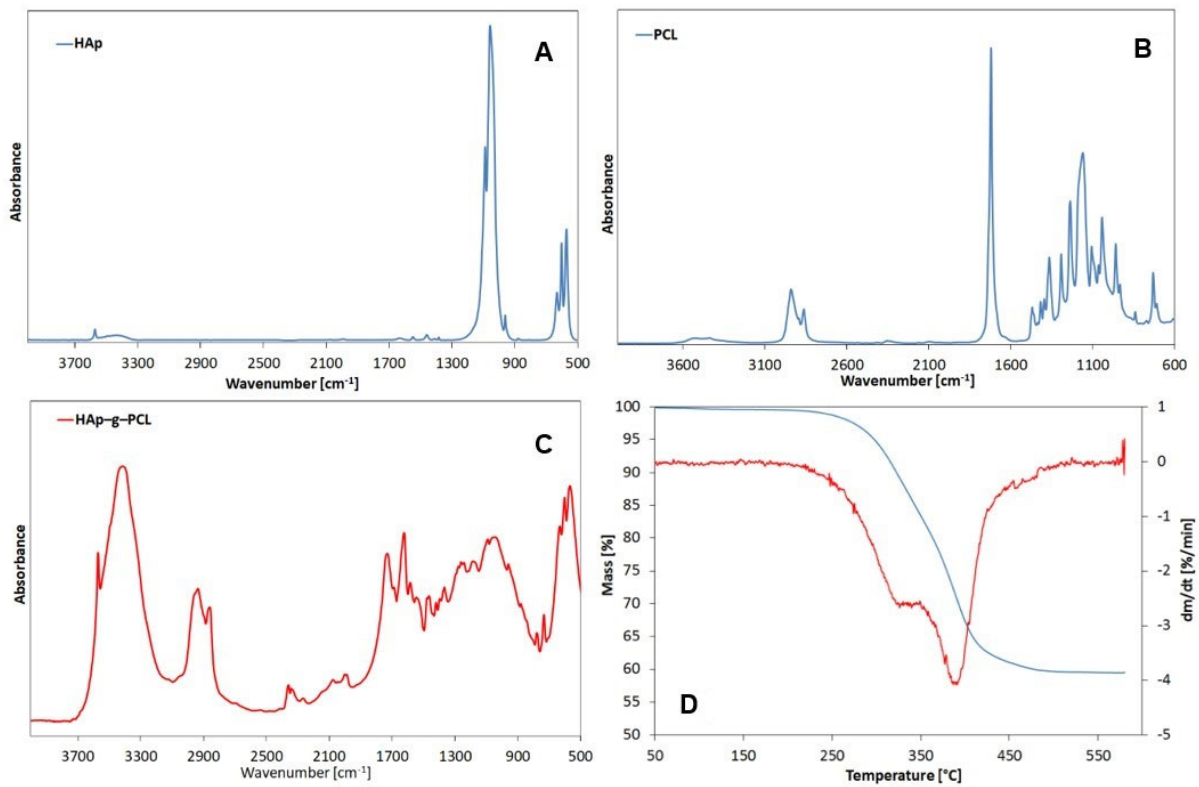 HAp
A
Absorbance
3700 3300 2900 2500 2100 1700 1300 900 500
Wavenumber [cm⁻¹]
PCL
B
Absorbance
3600 3100 2600 2100 1600 1100 600
Wavenumber [cm⁻¹]
HAp–g–PCL
C
Absorbance
3700 3300 2900 2500 2100 1700 1300 900 500
Wavenumber [cm⁻¹]
100
95
90
85
80
75
70
65
60
55
50
Mass [%]
1
0
-1
-2
-3
-4
-5
dm/dt [%/min]
D
50 150 250 350 450 550
Temperature [°C]